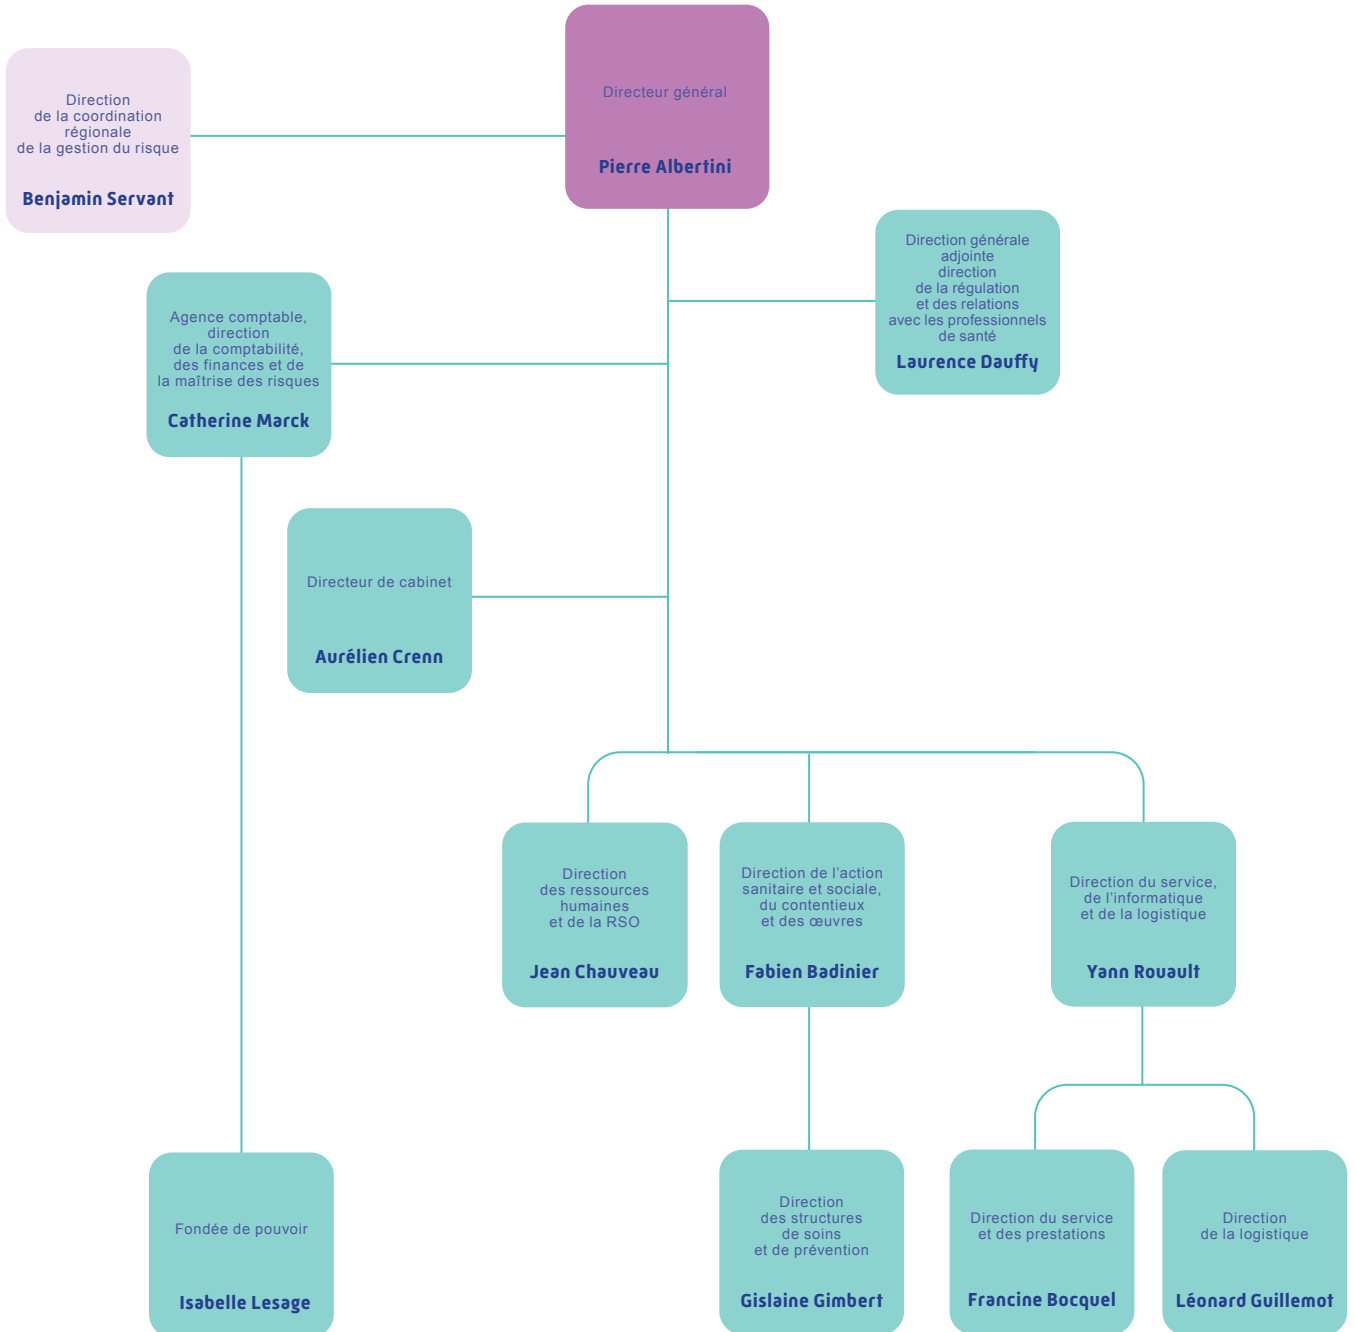 Directeur général
Pierre Albertini
Direction
de la coordination
régionale
de la gestion du risque
Benjamin Servant
Direction générale
adjointe
direction
de la régulation
et des relations
avec les professionnels
de santé
Laurence Dauffy
Agence comptable,
direction
de la comptabilité,
des finances et de
la maîtrise des risques
Catherine Marck
Directeur de cabinet
Aurélien Crenn
Direction
des ressources
humaines
et de la RSO
Jean Chauveau
Direction de l'action
sanitaire et sociale,
du contentieux
et des œuvres
Fabien Badinier
Direction du service,
de l'informatique
et de la logistique
Yann Rouault
Fondée de pouvoir
Isabelle Lesage
Direction
des structures
de soins
et de prévention
Gislaine Gimbert
Direction du service
et des prestations
Francine Bocquel
Direction
de la logistique
Léonard Guillemot